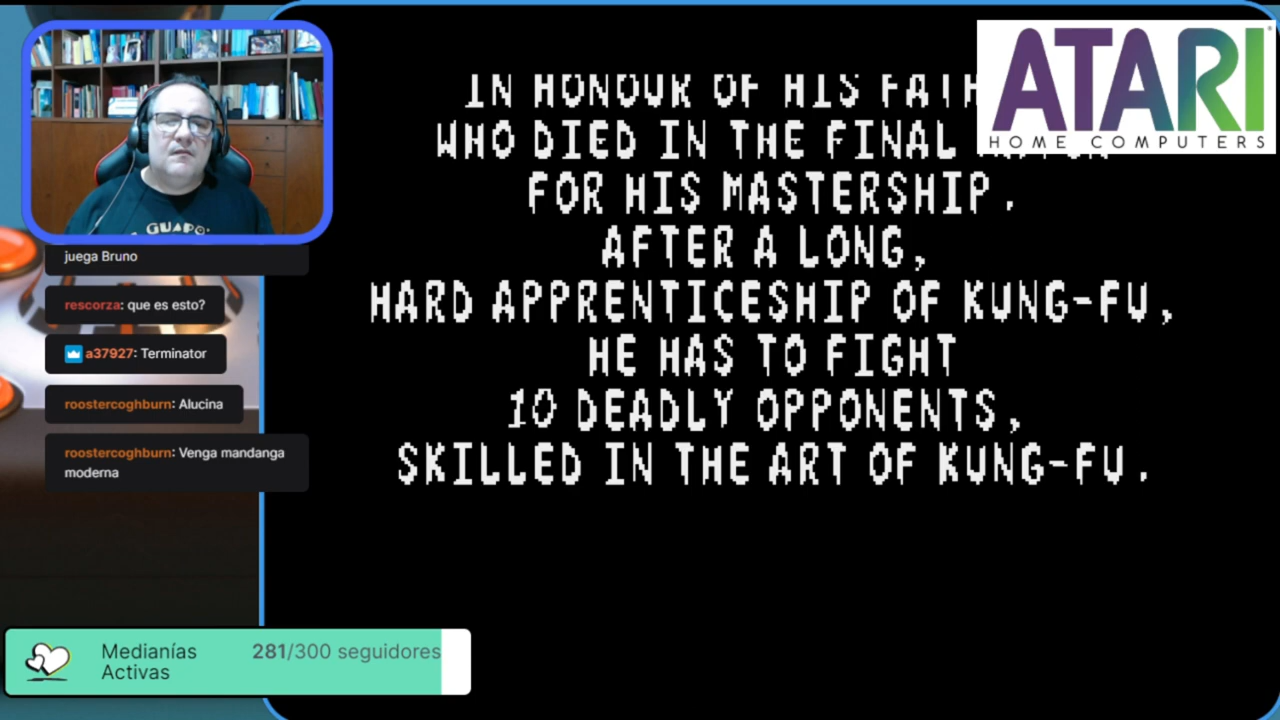 IN HONOUR OF HIS
WHO DIED IN THE FINAL
FOR HIS MASTERSHIP.
AFTER A LONG,
HARD APPRENTICESHIP OF KUNG-FU,
HE HAS TO FIGHT
10 DEADLY OPPONENTS,
SKILLED IN THE ART OF KUNG-FU.
ATARI
HOME COMPUTERS
GUAPO
juega Bruno
rescorza: que es esto?
a37927: Terminator
roostercoghburn: Alucina
roostercoghburn: Venga mandanga
moderna
Medianías
Activas
281/300 seguidores